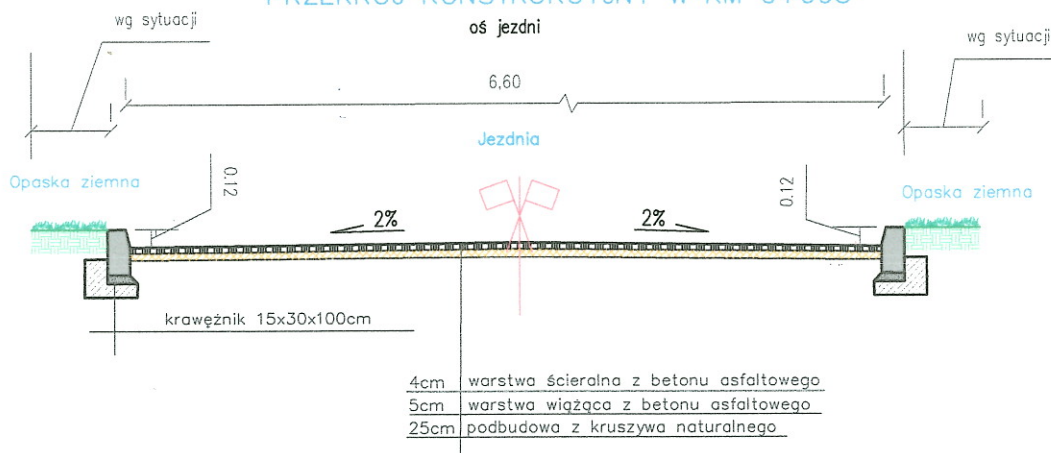 wg sytuacji
oś jezdni
wg sytuacji
6,60
Jezdnia
Opaska ziemna
0.12
0.12
Opaska ziemna
2%
2%
krawężnik 15x30x100cm
4cm warstwa ścieralna z betonu asfaltowego
5cm warstwa wiążąca z betonu asfaltowego
25cm podbudowa z kruszywa naturalnego